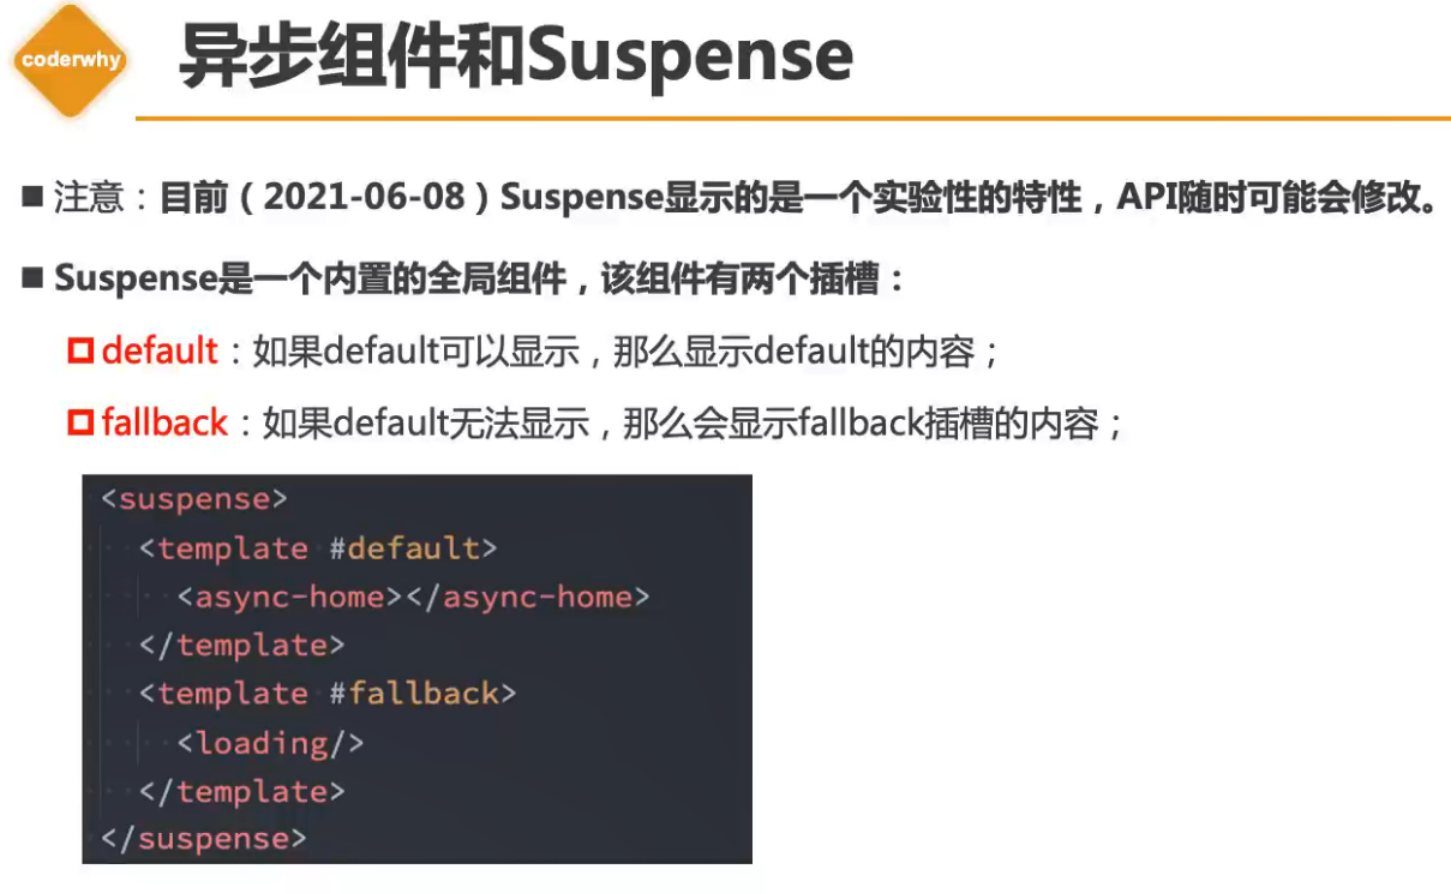 coderwhy
异步组件和Suspense
注意：目前（2021-06-08）Suspense显示的是一个实验性的特性，API随时可能会修改。
Suspense是一个内置的全局组件，该组件有两个插槽：
default：如果default可以显示，那么显示default的内容；
fallback：如果default无法显示，那么会显示fallback插槽的内容；
<suspense>
<template #default>
<async-home></async-home>
</template>
<template #fallback>
<loading/>
</template>
</suspense>